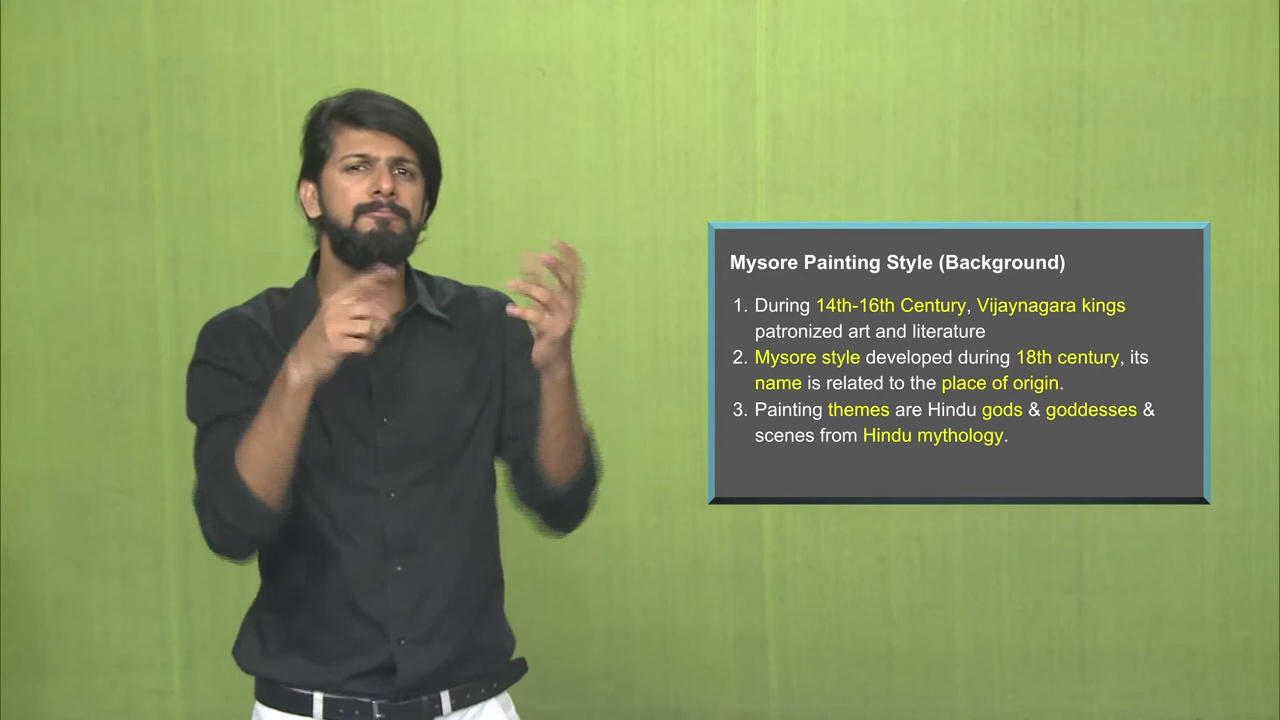 Mysore Painting Style (Background)
1. During 14th-16th Century, Vijaynagara kings
patronized art and literature
2. Mysore style developed during 18th century, its
name is related to the place of origin.
3. Painting themes are Hindu gods & goddesses &
scenes from Hindu mythology.